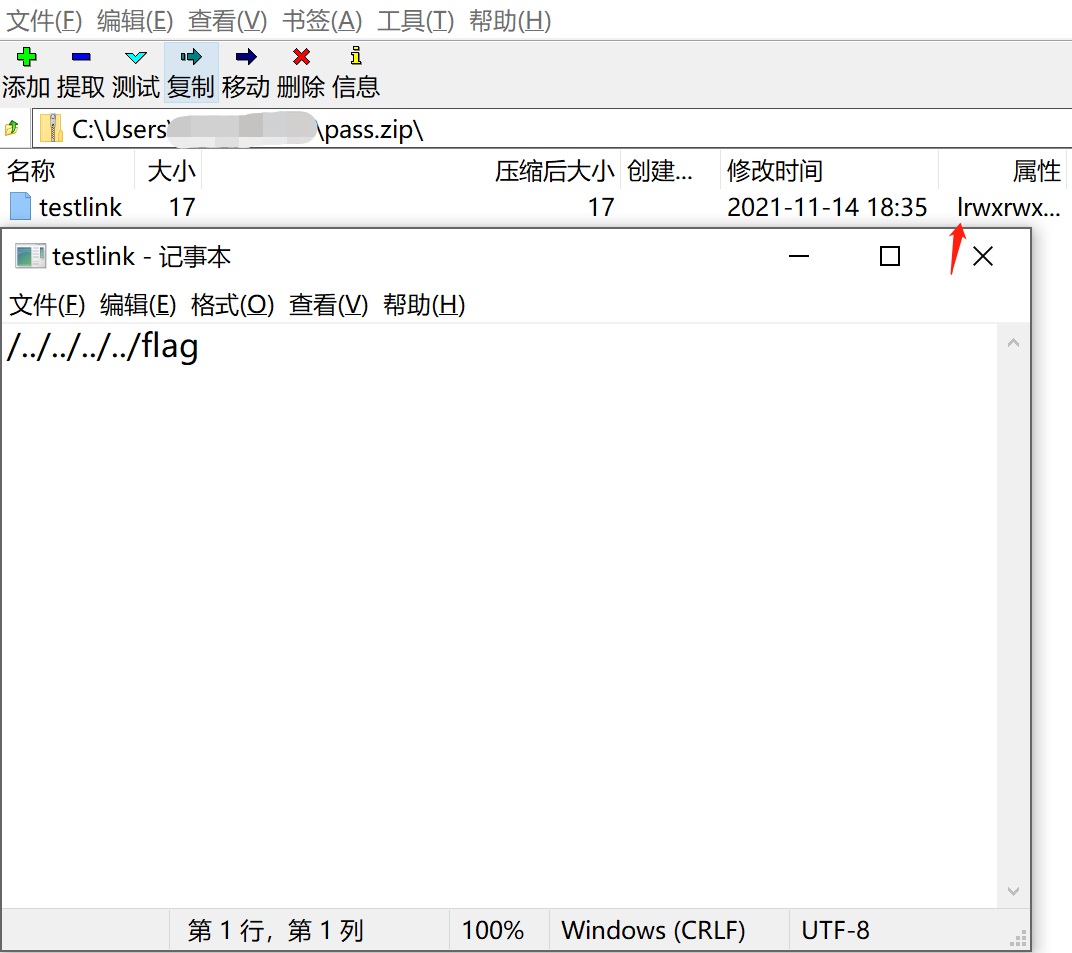 文件(F) 编辑(E) 查看(V) 书签(A) 工具(T) 帮助(H)
添加 提取 测试 复制 移动 删除 信息
C:\Users\ \pass.zip\
名称 大小 压缩后大小 创建... 修改时间 属性
testlink 17 17 2021-11-14 18:35 lrwxrwx...
testlink - 记事本
文件(F) 编辑(E) 格式(O) 查看(V) 帮助(H)
/../../../../flag
第 1 行，第 1 列 100% Windows (CRLF) UTF-8